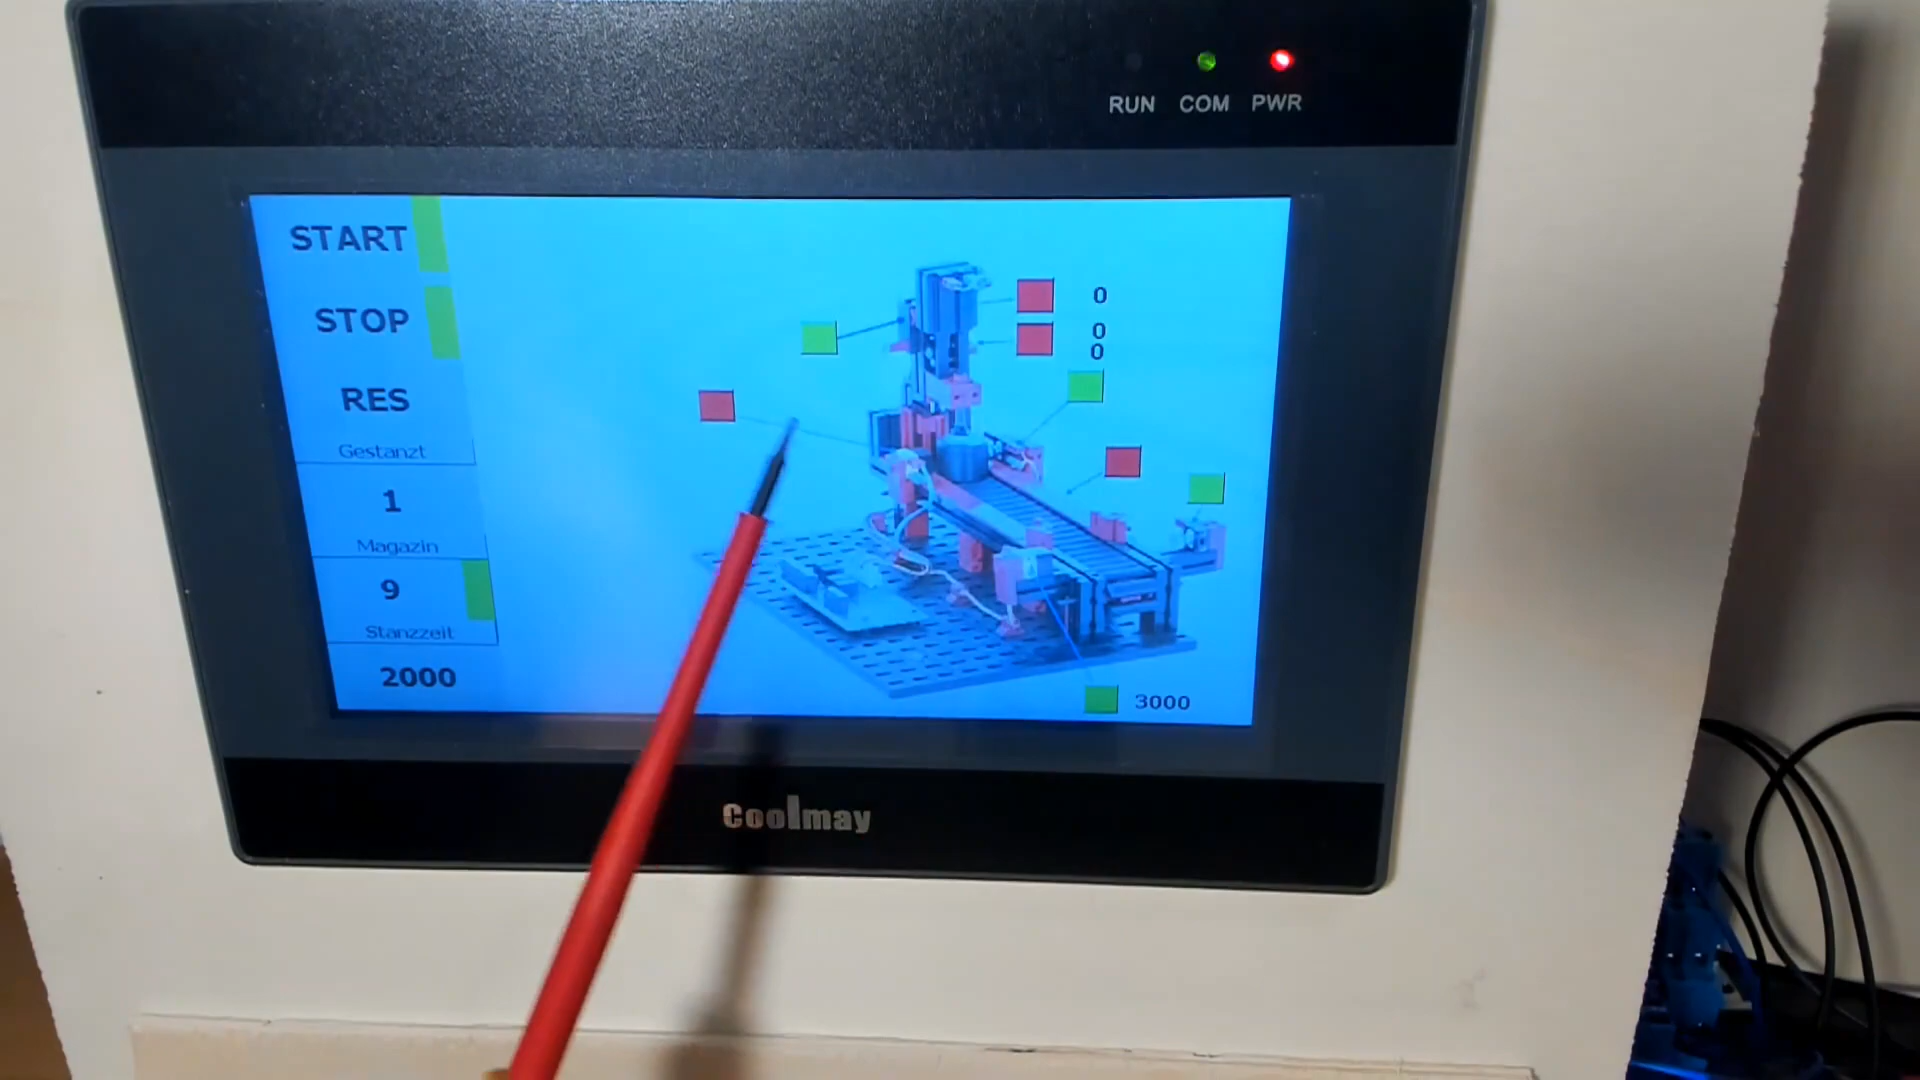 RUN COM PWR
START
STOP
RES
Gestanzt
1
Magazin
9
Stanzzeit
2000
0
0
0
3000
Coolmay